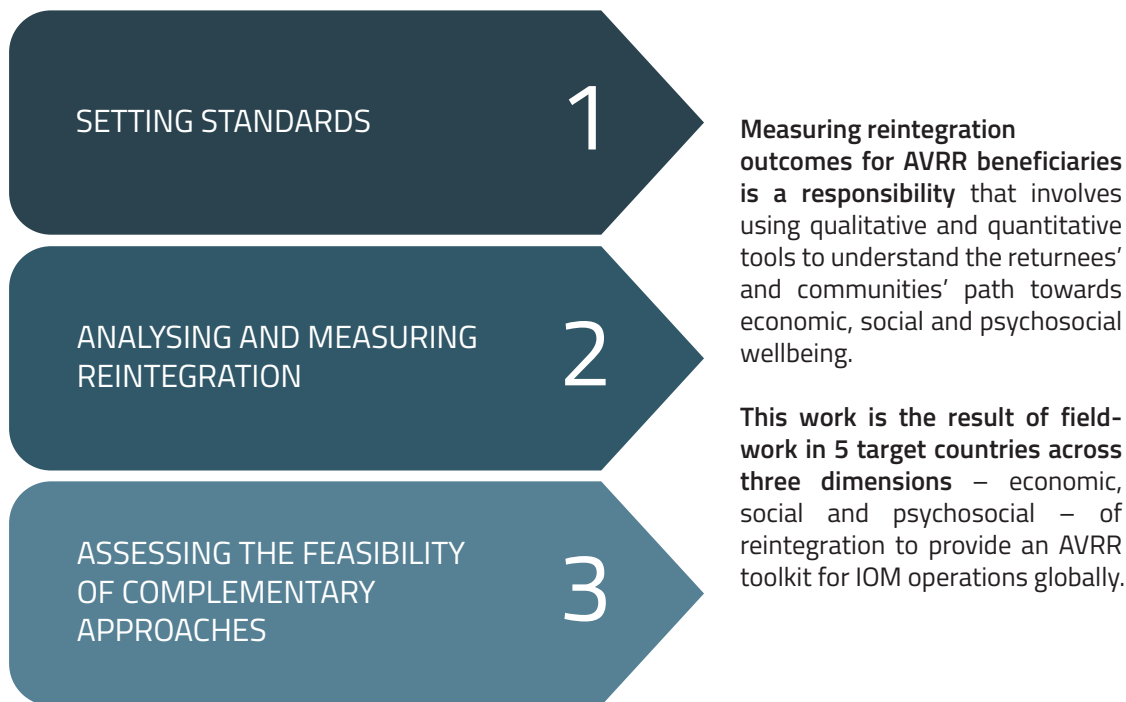 SETTING STANDARDS
1
ANALYSING AND MEASURING
REINTEGRATION
2
ASSESSING THE FEASIBILITY
OF COMPLEMENTARY
APPROACHES
3
Measuring reintegration
outcomes for AVRR beneficiaries
is a responsibility that involves
using qualitative and quantitative
tools to understand the returnees’
and communities’ path towards
economic, social and psychosocial
wellbeing.
This work is the result of field-
work in 5 target countries across
three dimensions – economic,
social and psychosocial – of
reintegration to provide an AVRR
toolkit for IOM operations globally.